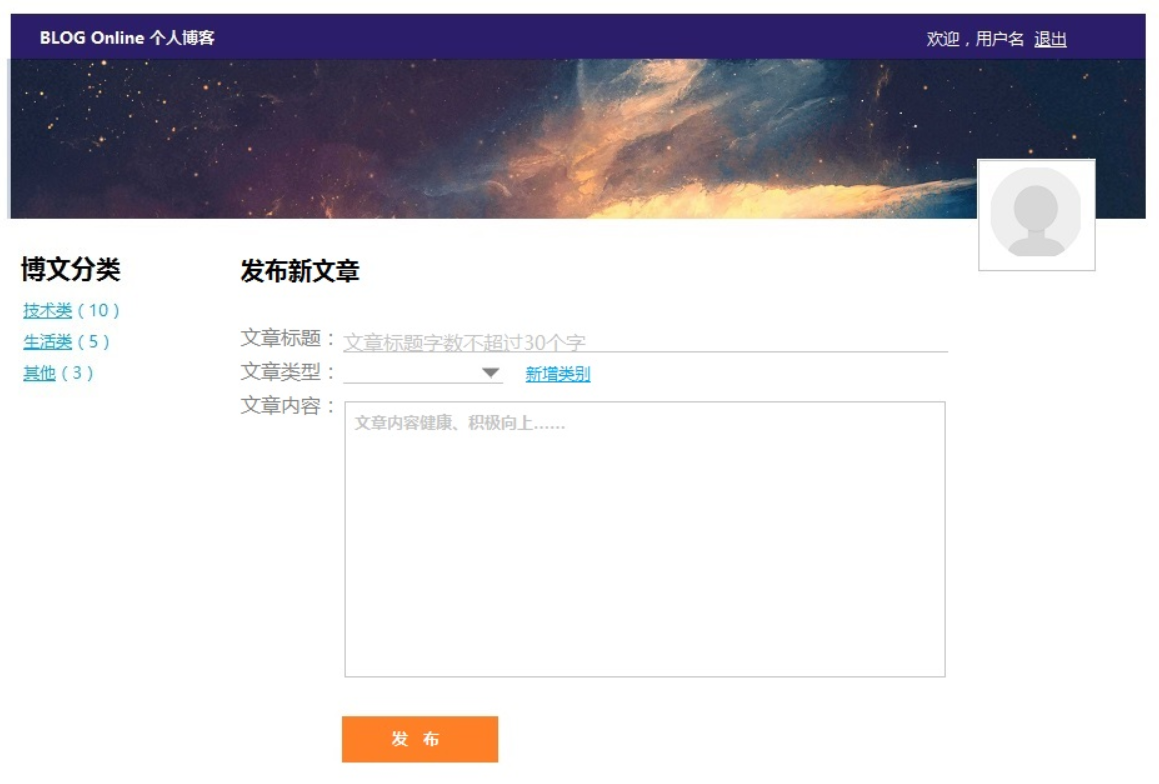 BLOG Online 个人博客
欢迎，用户名 退出
博文分类
技术类（10）
生活类（5）
其他（3）
发布新文章
文章标题：文章标题字数不超过30个字
文章类型： 新增类别
文章内容：
文章内容健康、积极向上……
发 布